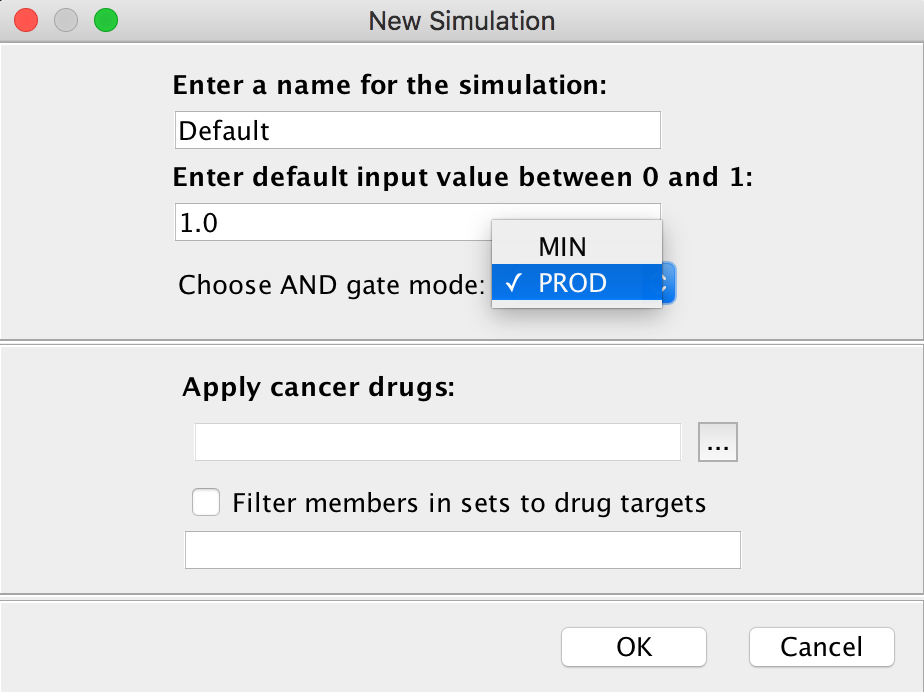 New Simulation
Enter a name for the simulation:
Default
Enter default input value between 0 and 1:
1.0
MIN
Choose AND gate mode: ✓ PROD
Apply cancer drugs:
...
Filter members in sets to drug targets
OK Cancel